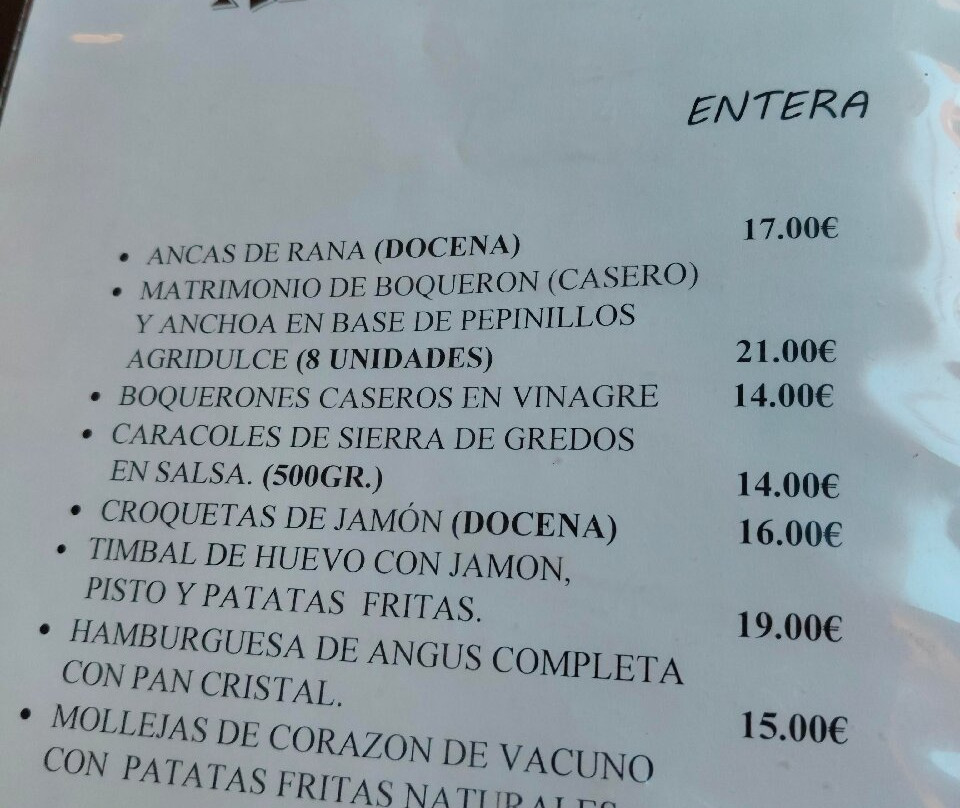 ENTERA
• ANCAS DE RANA (DOCENA) 17.00€
• MATRIMONIO DE BOQUERON (CASERO)
Y ANCHOA EN BASE DE PEPINILLOS
AGRIDULCE (8 UNIDADES) 21.00€
• BOQUERONES CASEROS EN VINAGRE 14.00€
• CARACOLES DE SIERRA DE GREDOS
EN SALSA. (500GR.) 14.00€
• CROQUETAS DE JAMÓN (DOCENA) 16.00€
• TIMBAL DE HUEVO CON JAMON,
PISTO Y PATATAS FRITAS. 19.00€
• HAMBURGUESA DE ANGUS COMPLETA
CON PAN CRISTAL. 15.00€
• MOLLEJAS DE CORAZON DE VACUNO
CON PATATAS FRITAS NATURALES